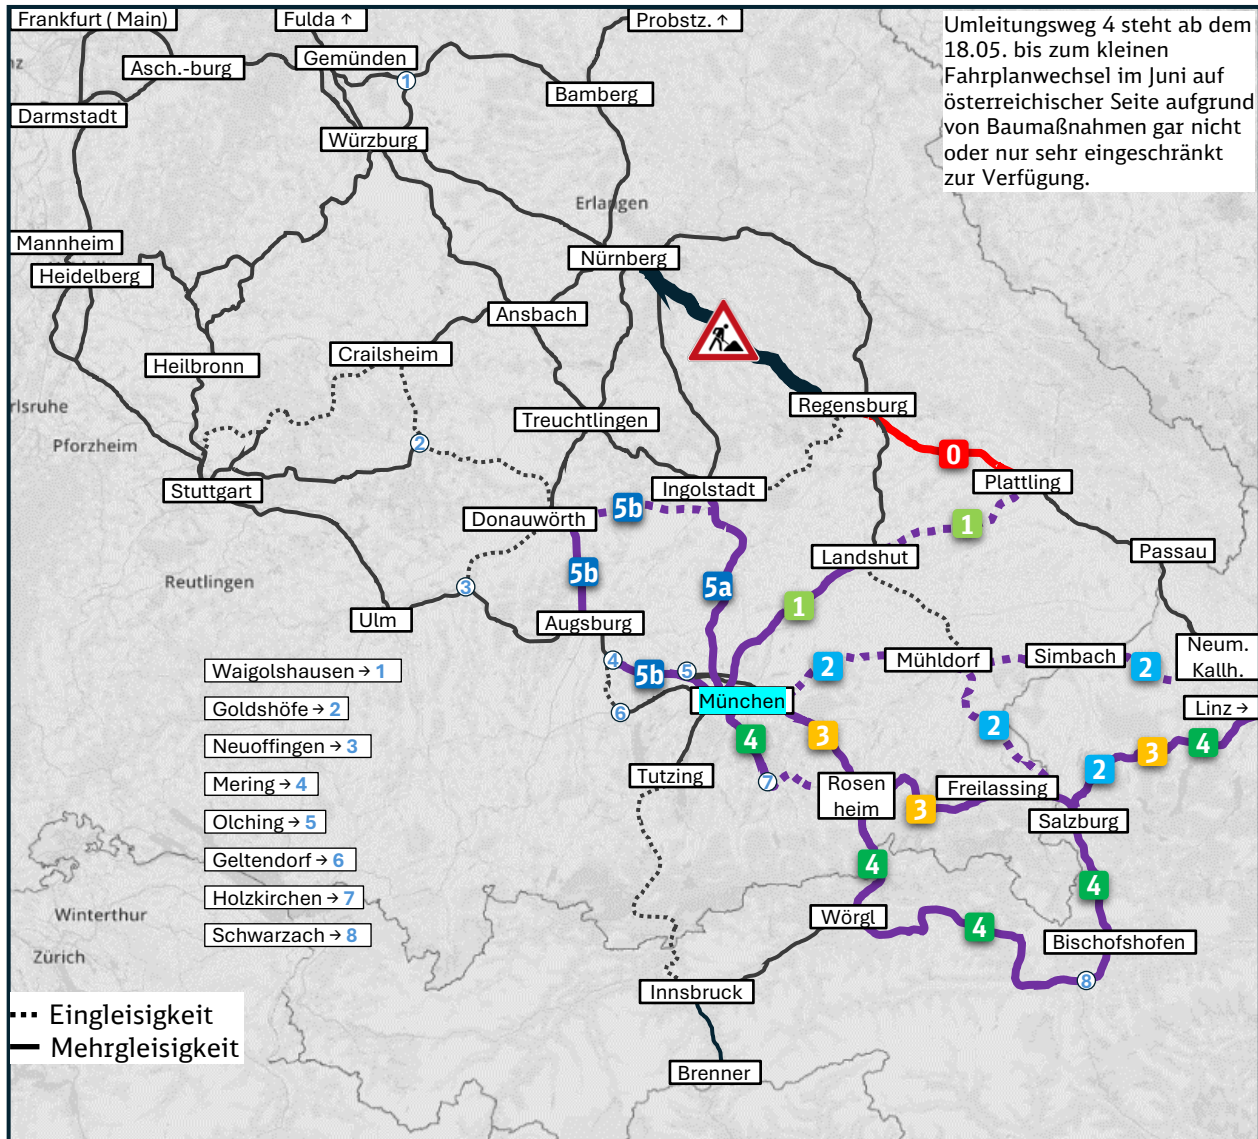 Frankfurt (Main)
Fulda ↑
Probstz. ↑
Umleitungsweg 4 steht ab dem
18.05. bis zum kleinen
Fahrplanwechsel im Juni auf
österreichischer Seite aufgrund
von Baumaßnahmen gar nicht
oder nur sehr eingeschränkt
zur Verfügung.
Gemünden
Asch.-burg
1
Bamberg
Darmstadt
Würzburg
Erlangen
Mannheim
Nürnberg
Heidelberg
Ansbach
Crailsheim
Heilbronn
Regensburg
Treuchtlingen
Pforzheim
2
0
Stuttgart
Ingolstadt
Plattling
5b
Donauwörth
1
Landshut
Passau
5b
5a
Reutlingen
3
1
Ulm
Augsburg
Neum.
Kallh.
Simbach
Mühldorf
2
2
4
5
5b
München
6
Linz →
Waigolshausen → 1
Goldshöfe → 2
Neuoffingen → 3
Mering → 4
Olching → 5
Geltendorf → 6
Holzkirchen → 7
Schwarzach → 8
4
3
2
2
3
4
Tutzing
7
Rosen
heim
Freilassing
3
Salzburg
4
4
Winterthur
Wörgl
4
Bischofshofen
Zürich
8
Innsbruck
Eingleisigkeit
Mehrgleisigkeit
Brenner